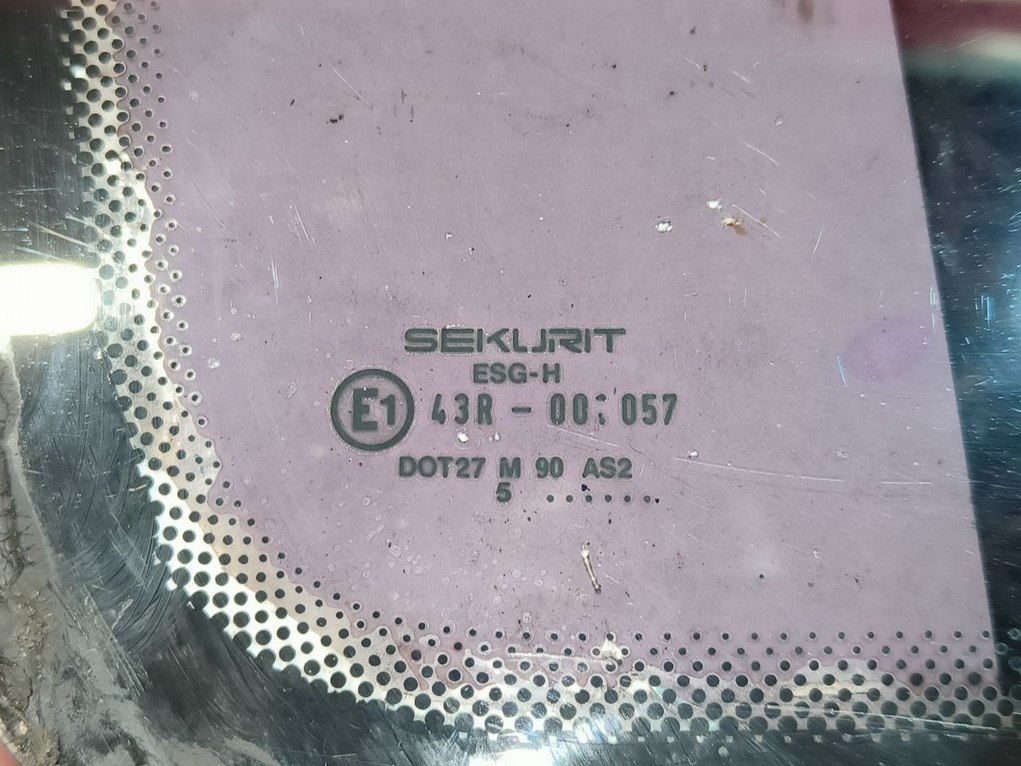 SEKURIT
ESG-H
E1 43R - 00:057
DOT27 M 90 AS2
5 . . . . . . .